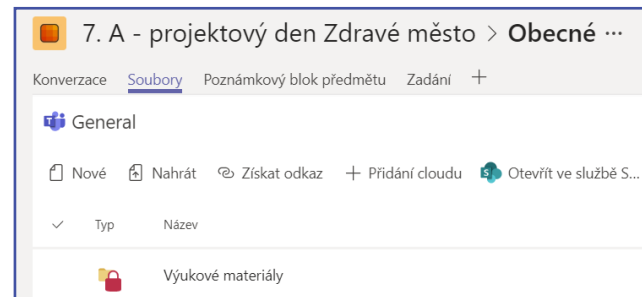 7. A - projektový den Zdravé město > Obecné ...
Konverzace Soubory Poznámkový blok předmětu Zadání +
General
Nové Nahrát Získat odkaz + Přidání cloudu Otevřít ve službě S...
Typ Název
Výukové materiály